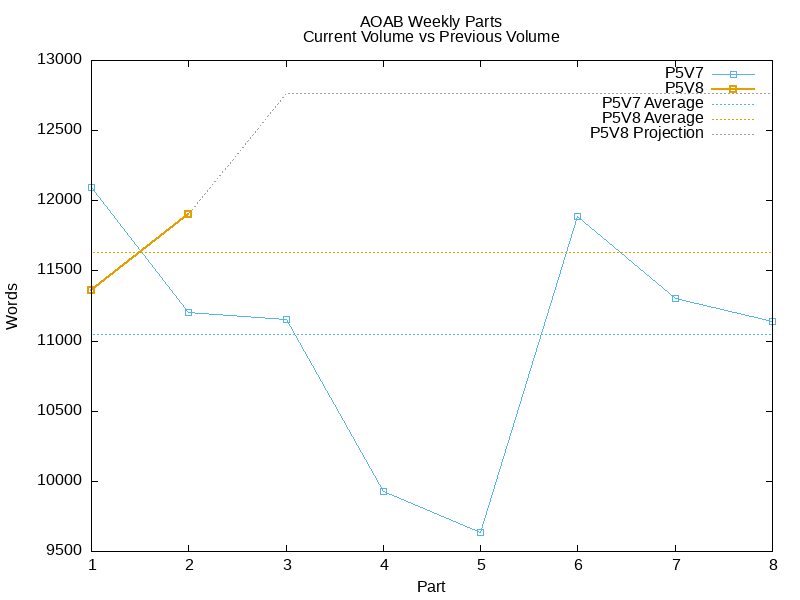 AOAB Weekly Parts
Current Volume vs Previous Volume
13000
12500
12000
11500
11000
10500
10000
9500
Words
P5V7
P5V8
P5V7 Average
P5V8 Average
P5V8 Projection
1 2 3 4 5 6 7 8
Part